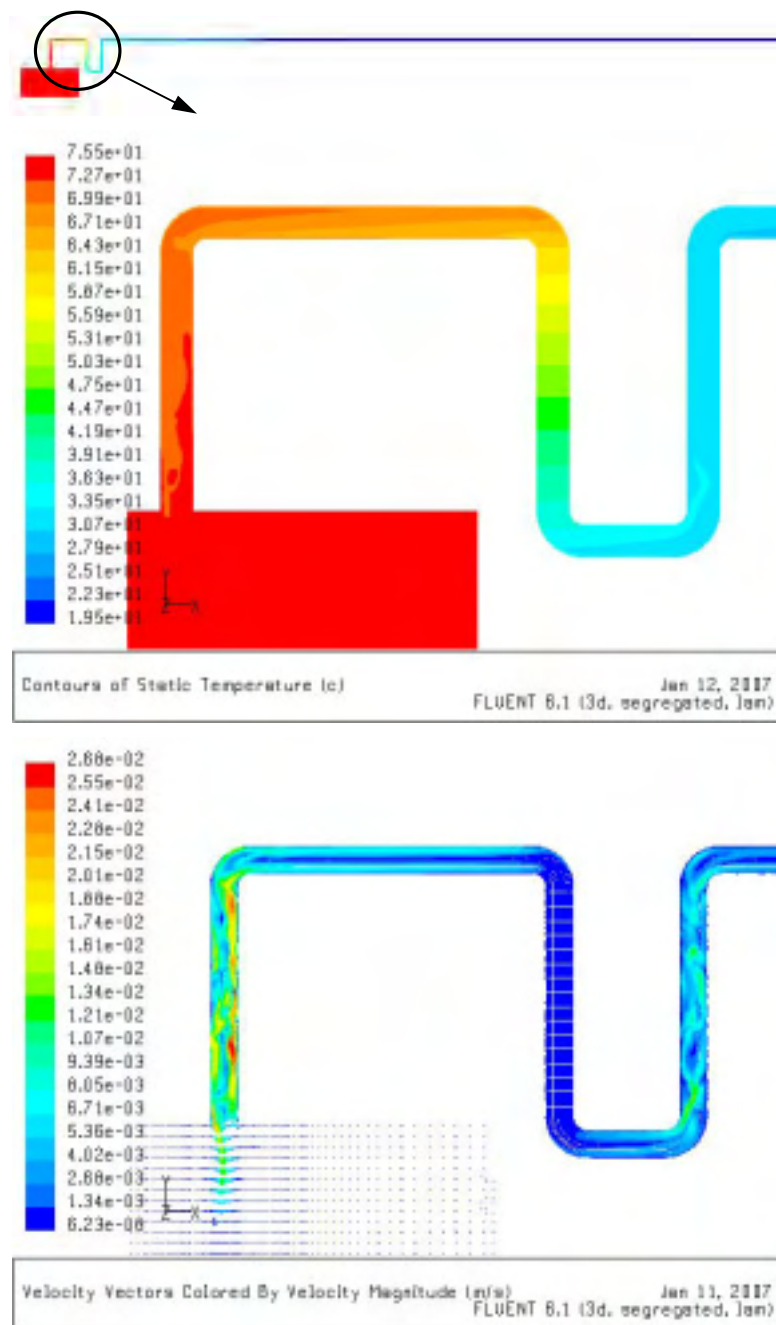 7.55e+01
7.27e+01
6.99e+01
6.71e+01
6.43e+01
6.15e+01
5.87e+01
5.59e+01
5.31e+01
5.03e+01
4.75e+01
4.47e+01
4.19e+01
3.91e+01
3.63e+01
3.35e+01
3.07e+01
2.79e+01
2.51e+01
2.23e+01
1.95e+01
Y
Z X
Contours of Static Temperature (c)
Jan 12, 2007
FLUENT 6.1 (3d, segregated, lam)
2.68e-02
2.55e-02
2.41e-02
2.28e-02
2.15e-02
2.01e-02
1.88e-02
1.74e-02
1.61e-02
1.48e-02
1.34e-02
1.21e-02
1.07e-02
9.39e-03
8.05e-03
6.71e-03
5.36e-03
4.02e-03
2.68e-03
1.34e-03
6.23e-08
Y
Z X
Velocity Vectors Colored By Velocity Magnitude (m/s)
Jan 11, 2007
FLUENT 6.1 (3d, segregated, lam)